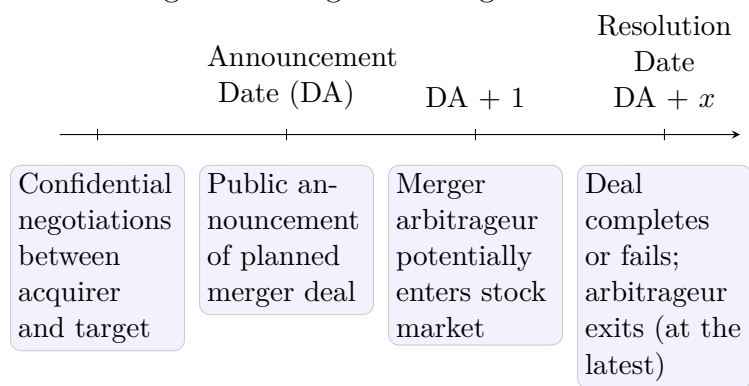 Announcement
Date (DA)
DA + 1
Resolution
Date
DA + x
Confidential
negotiations
between
acquirer
and target
Public an-
nouncement
of planned
merger deal
Merger
arbitrageur
potentially
enters stock
market
Deal
completes
or fails;
arbitrageur
exits (at the
latest)